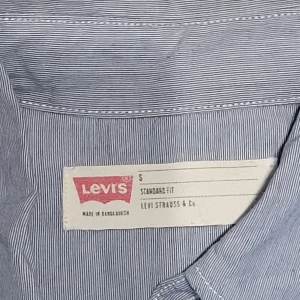 Levi's
MADE IN BANGLADESH
S
STANDARD FIT
LEVI STRAUSS & Co.